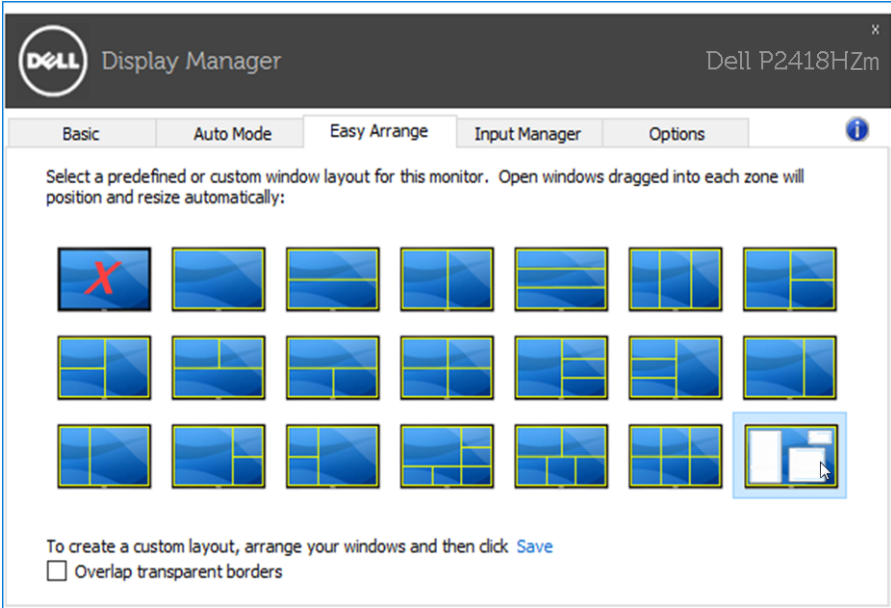 x
DELL Display Manager
Dell P2418HZm
Basic Auto Mode Easy Arrange Input Manager Options i
Select a predefined or custom window layout for this monitor. Open windows dragged into each zone will
position and resize automatically:
X
To create a custom layout, arrange your windows and then click Save
Overlap transparent borders